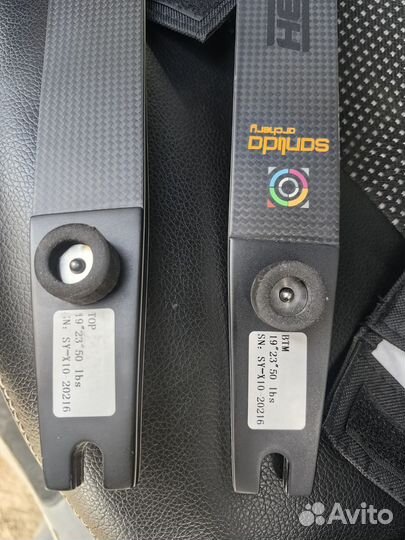 TOP
19"23"50 lbs
SN: SY-X10 20216
sanlida
archery
BTM
19"23"50 lbs
SN: SY-X10 20216
Avito